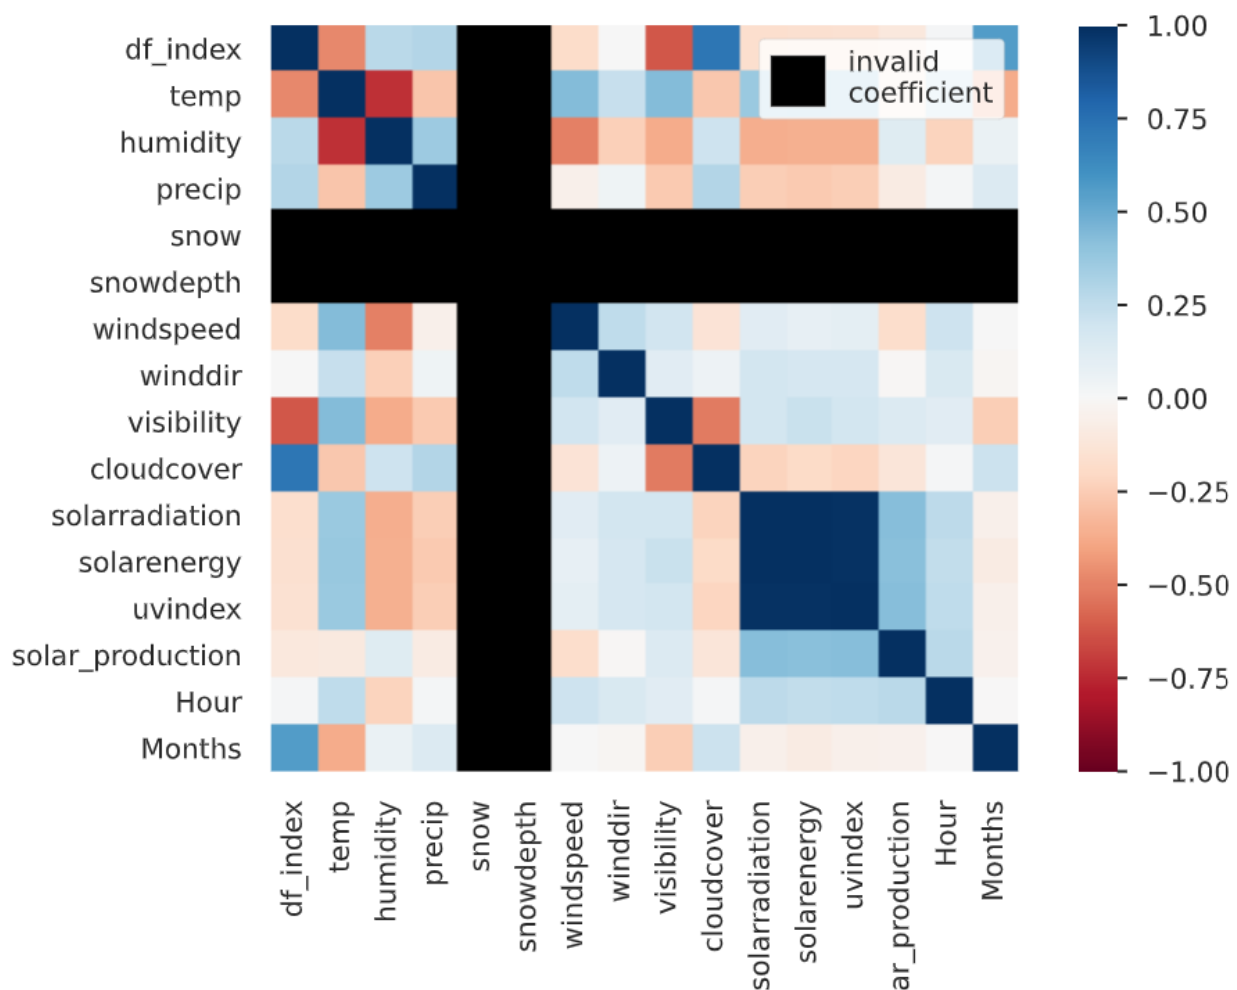 df_index
temp
humidity
precip
snow
snowdepth
windspeed
winddir
visibility
cloudcover
solarradiation
solarenergy
uvindex
solar_production
Hour
Months
invalid
coefficient
1.00
0.75
0.50
0.25
0.00
−0.25
−0.50
−0.75
−1.00
df_index
temp
humidity
precip
snow
snowdepth
windspeed
winddir
visibility
cloudcover
solarradiation
solarenergy
uvindex
ar_production
Hour
Months